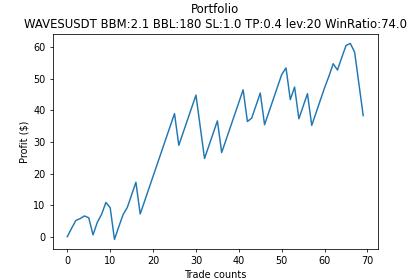 Portfolio
WAVESUSDT BBM:2.1 BBL:180 SL:1.0 TP:0.4 lev:20 WinRatio:74.0
60
50
40
30
20
10
0
Profit ($)
0 10 20 30 40 50 60 70
Trade counts